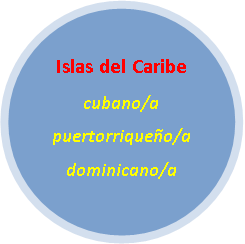 Islas del Caribe
cubano/a
puertorriqueño/a
dominicano/a